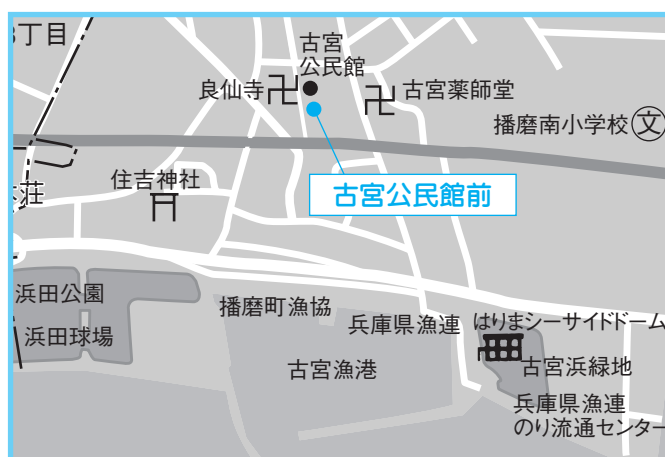 3丁目
古宮
公民館
良仙寺
古宮薬師堂
播磨南小学校
文
住吉神社
古宮公民館前
本荘
浜田公園
浜田球場
播磨町漁協
兵庫県漁連
はりまシーサイドドーム
古宮漁港
古宮浜緑地
兵庫県漁連
のり流通センター